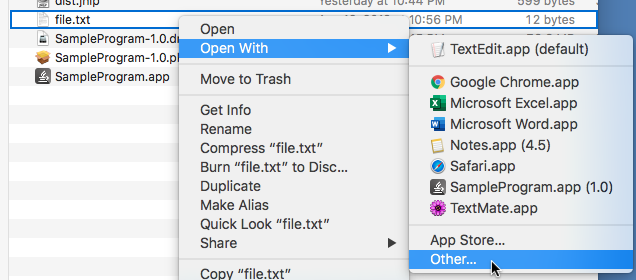 dist.jnlp Yesterday at 10:44 PM 599 bytes
file.txt 10:56 PM 12 bytes
SampleProgram-1.0.d
SampleProgram-1.0.p
SampleProgram.app
Open
Open With
Move to Trash
Get Info
Rename
Compress “file.txt”
Burn “file.txt” to Disc...
Duplicate
Make Alias
Quick Look “file.txt”
Share
Copy “file.txt”
TextEdit.app (default)
Google Chrome.app
Microsoft Excel.app
Microsoft Word.app
Notes.app (4.5)
Safari.app
SampleProgram.app (1.0)
TextMate.app
App Store...
Other...